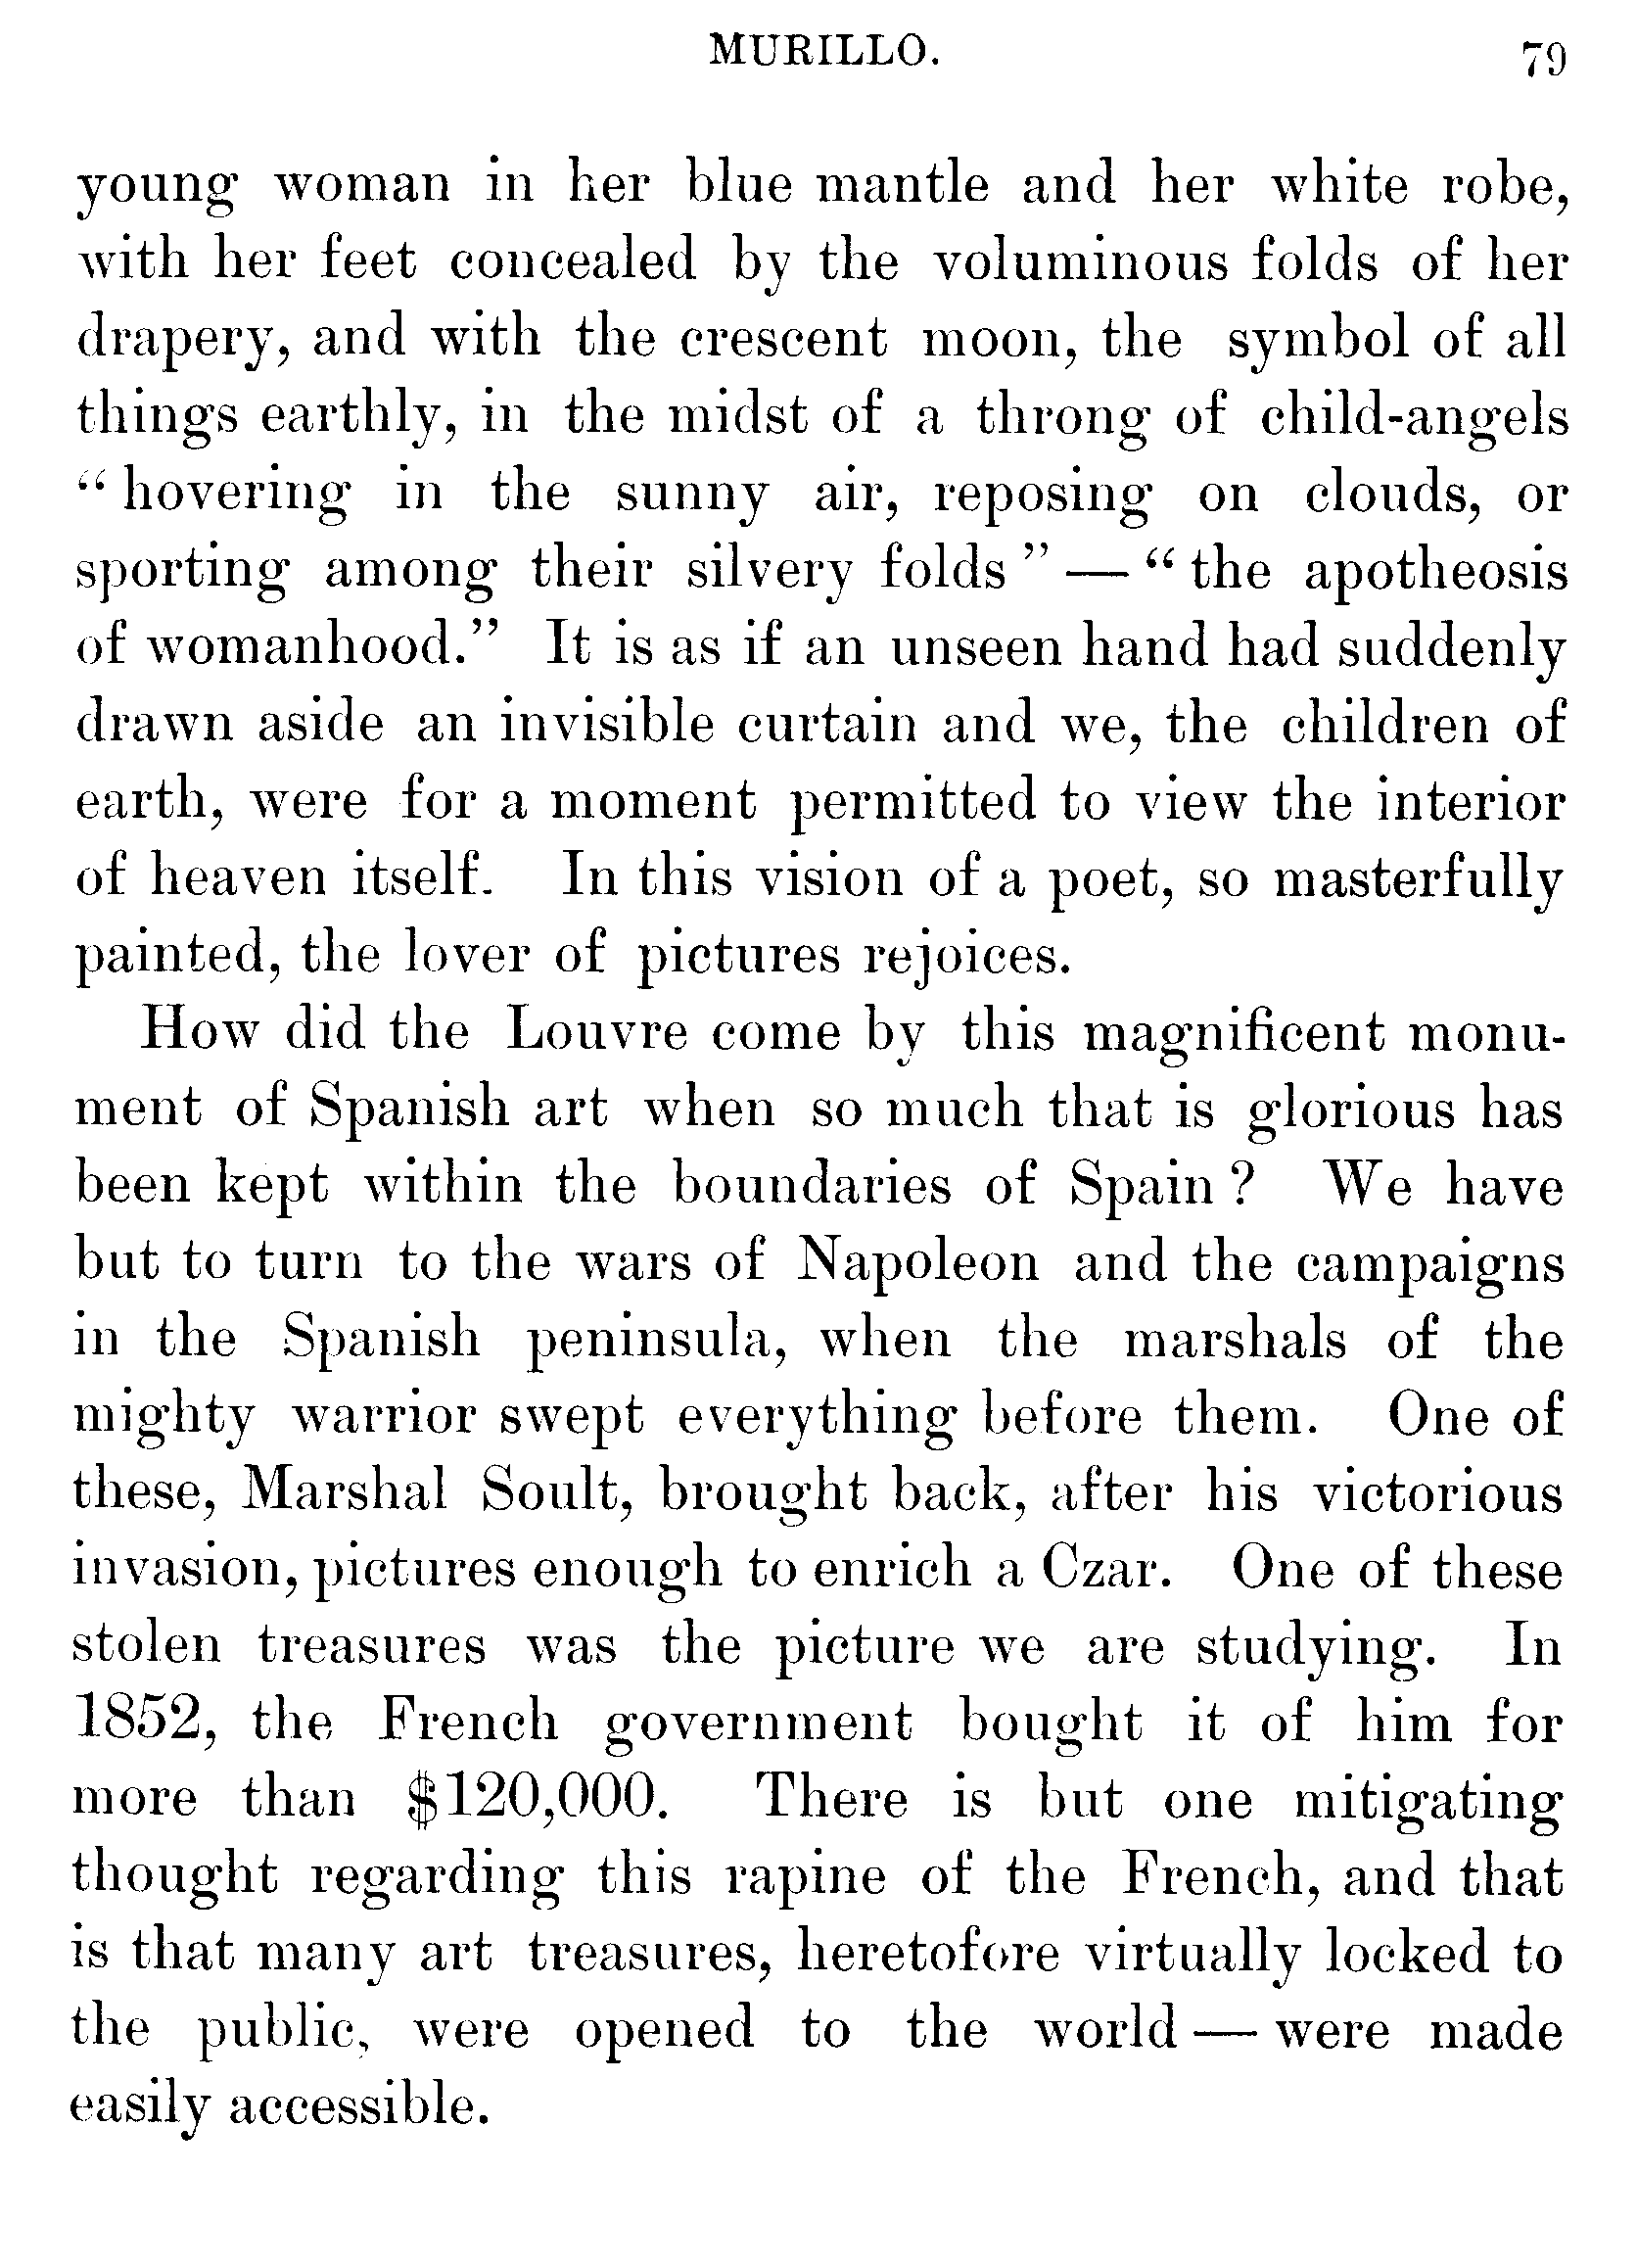 MURILLO. 79
young woman in her blue mantle and her white robe,
with her feet concealed by the voluminous folds of her
drapery, and with the crescent moon, the symbol of all
things earthly, in the midst of a throng of child-angels
“ hovering in the sunny air, reposing on clouds, or
sporting among their silvery folds ” — “ the apotheosis
of womanhood.” It is as if an unseen hand had suddenly
drawn aside an invisible curtain and we, the children of
earth, were for a moment permitted to view the interior
of heaven itself. In this vision of a poet, so masterfully
painted, the lover of pictures rejoices.
How did the Louvre come by this magnificent monu-
ment of Spanish art when so much that is glorious has
been kept within the boundaries of Spain ? We have
but to turn to the wars of Napoleon and the campaigns
in the Spanish peninsula, when the marshals of the
mighty warrior swept everything before them. One of
these, Marshal Soult, brought back, after his victorious
invasion, pictures enough to enrich a Czar. One of these
stolen treasures was the picture we are studying. In
1852, the French government bought it of him for
more than $120,000. There is but one mitigating
thought regarding this rapine of the French, and that
is that many art treasures, heretofore virtually locked to
the public, were opened to the world — were made
easily accessible.